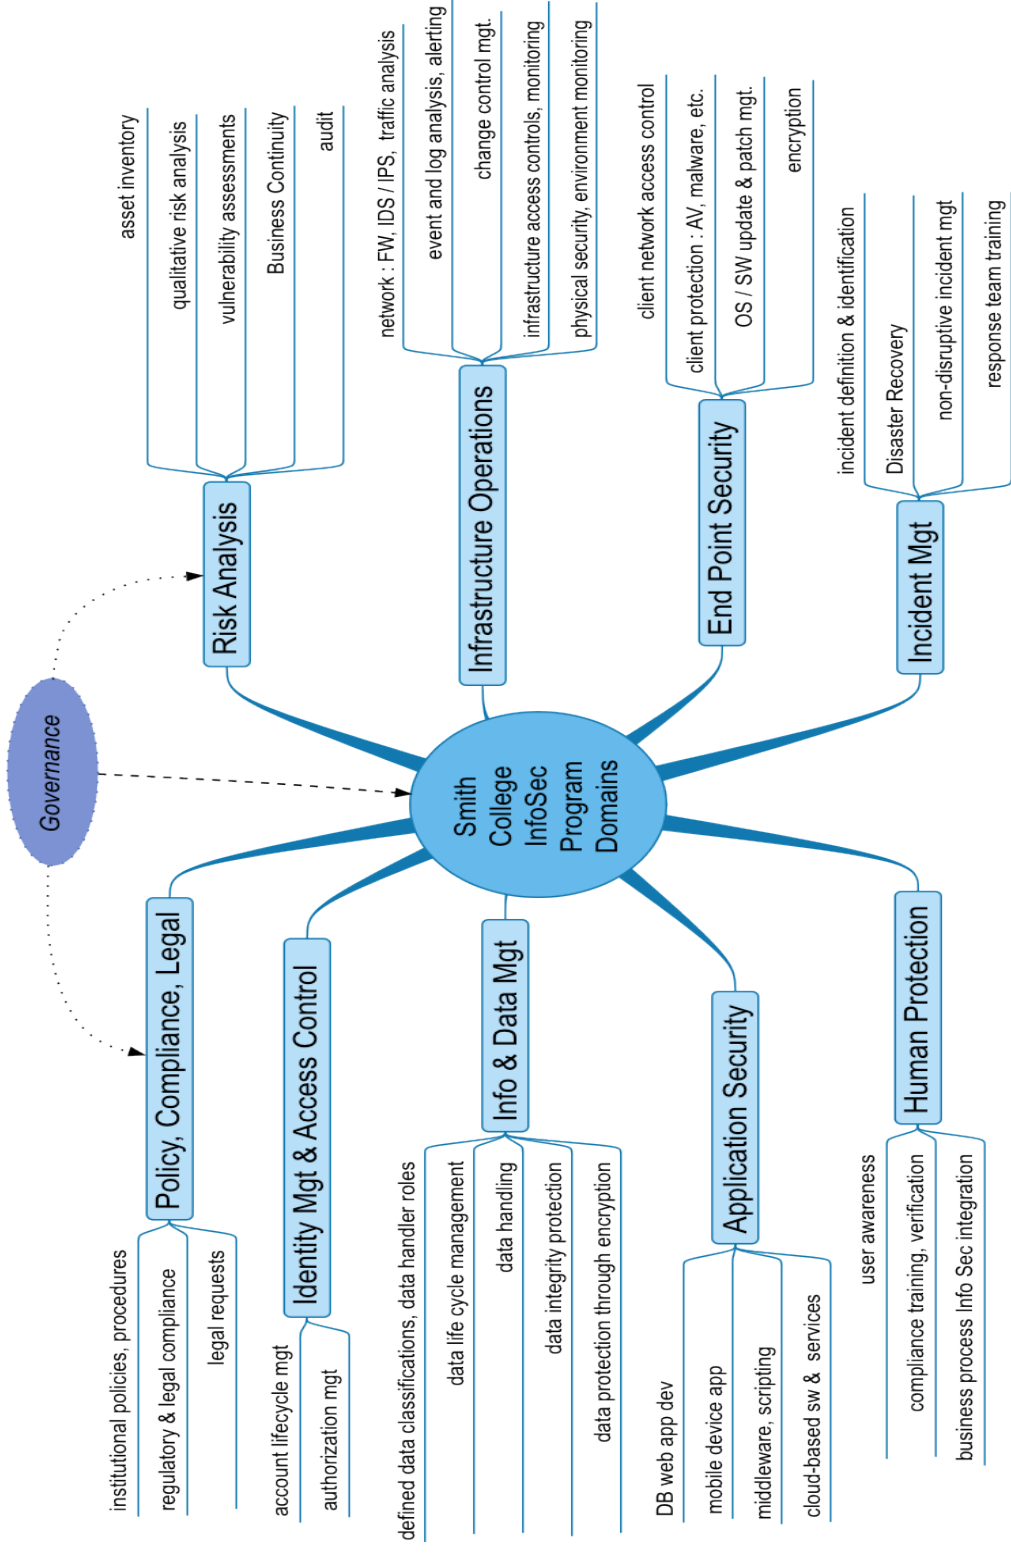 Governance
Smith
College
InfoSec
Program
Domains
Policy, Compliance, Legal
institutional policies, procedures
regulatory & legal compliance
legal requests
Identity Mgt & Access Control
account lifecycle mgt
authorization mgt
Info & Data Mgt
defined data classifications, data handler roles
data life cycle management
data handling
data integrity protection
data protection through encryption
Application Security
DB web app dev
mobile device app
middleware, scripting
cloud-based sw & services
Human Protection
user awareness
compliance training, verification
business process Info Sec integration
Risk Analysis
asset inventory
qualitative risk analysis
vulnerability assessments
Business Continuity
audit
Infrastructure Operations
network : FW, IDS / IPS, traffic analysis
event and log analysis, alerting
change control mgt.
infrastructure access controls, monitoring
physical security, environment monitoring
End Point Security
client network access control
client protection : AV, malware, etc.
OS / SW update & patch mgt.
encryption
Incident Mgt
incident definition & identification
Disaster Recovery
non-disruptive incident mgt
response team training